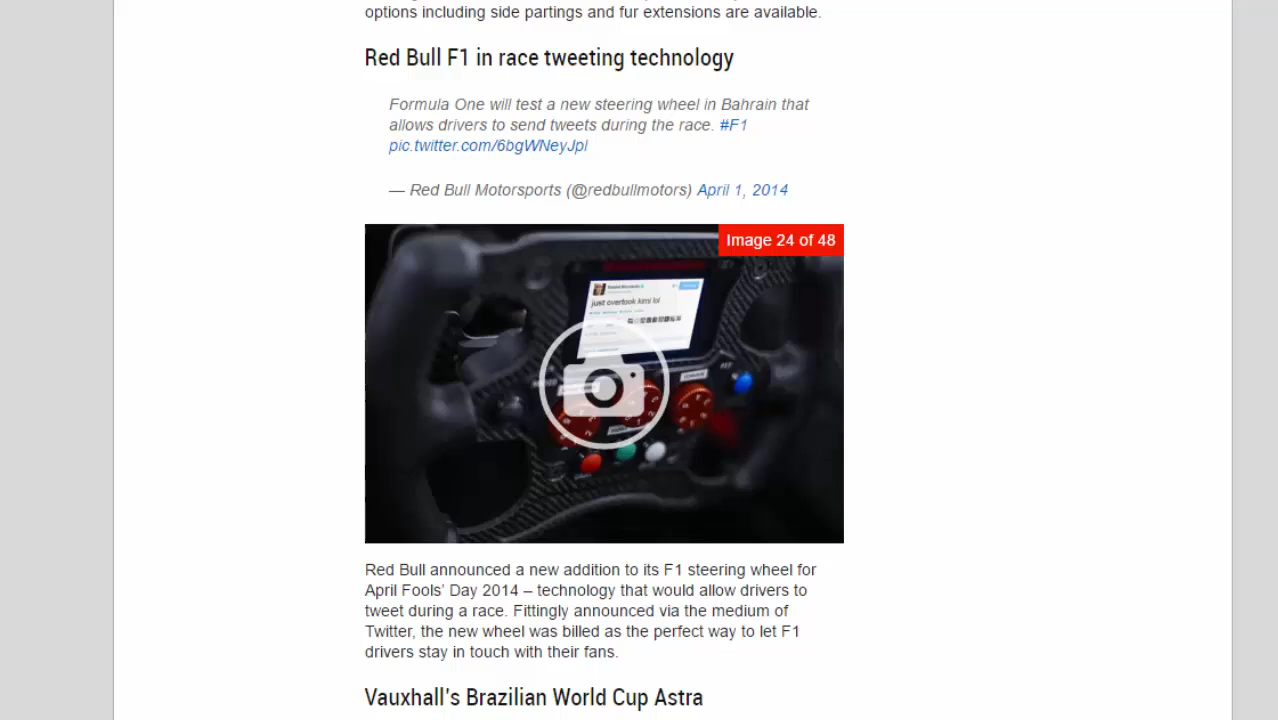 options including side partings and fur extensions are available.
Red Bull F1 in race tweeting technology
Formula One will test a new steering wheel in Bahrain that
allows drivers to send tweets during the race. #F1
pic.twitter.com/6bgWNeyJpl
— Red Bull Motorsports (@redbullmotors) April 1, 2014
Image 24 of 48
just overtook kimi lol
Red Bull announced a new addition to its F1 steering wheel for
April Fools’ Day 2014 – technology that would allow drivers to
tweet during a race. Fittingly announced via the medium of
Twitter, the new wheel was billed as the perfect way to let F1
drivers stay in touch with their fans.
Vauxhall's Brazilian World Cup Astra